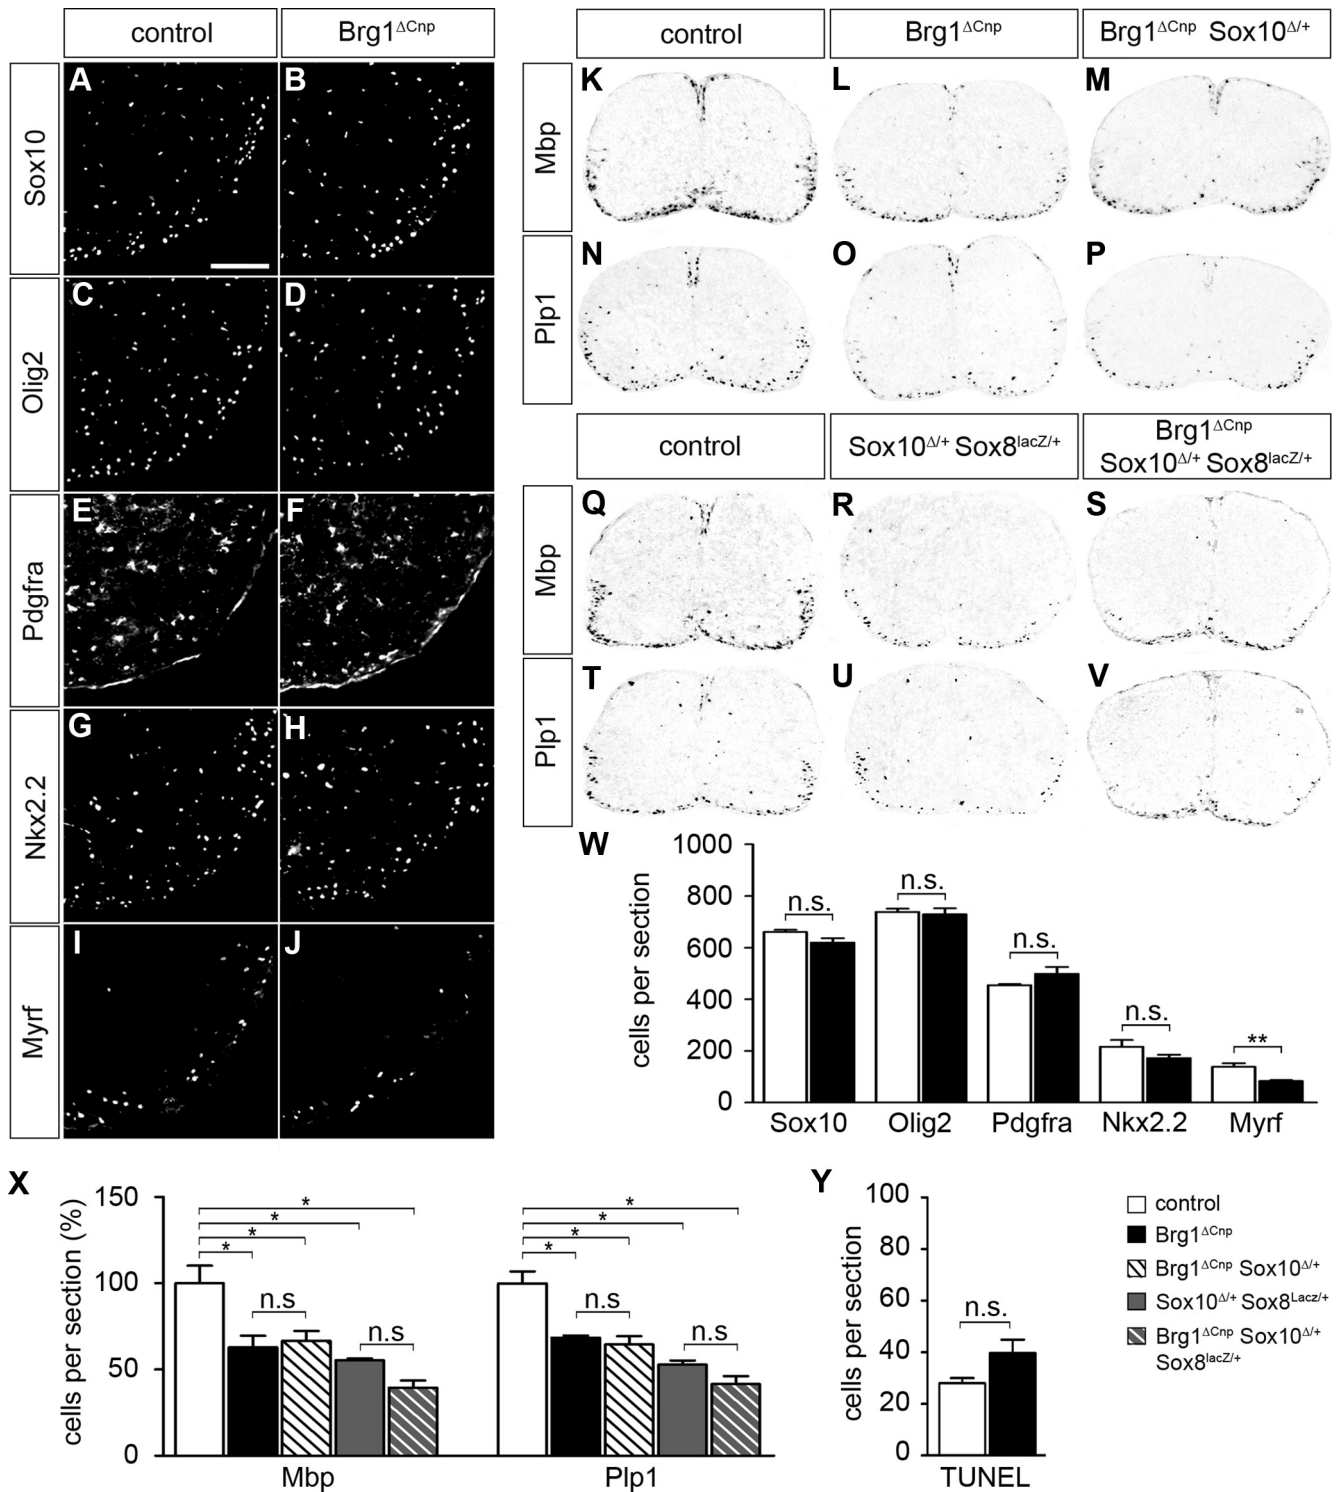 control
Brg1ΔCnp
Sox10
A
B
Olig2
C
D
Pdgfra
E
F
Nkx2.2
G
H
Myrf
I
J
control
Brg1ΔCnp
Brg1ΔCnp Sox10Δ/+
Mbp
K
L
M
Plp1
N
O
P
control
Sox10Δ/+ Sox8lacZ/+
Brg1ΔCnp
Sox10Δ/+ Sox8lacZ/+
Mbp
Q
R
S
Plp1
T
U
V
W
cells per section
1000
800
600
400
200
0
n.s.
n.s.
n.s.
n.s.
**
Sox10
Olig2
Pdgfra
Nkx2.2
Myrf
X
cells per section (%)
150
100
50
0
*
*
*
*
n.s
n.s
*
*
*
*
n.s
n.s
Mbp
Plp1
Y
cells per section
100
80
60
40
20
0
n.s.
TUNEL
control
Brg1ΔCnp
Brg1ΔCnp Sox10Δ/+
Sox10Δ/+ Sox8Lacz/+
Brg1ΔCnp Sox10Δ/+
Sox8lacZ/+